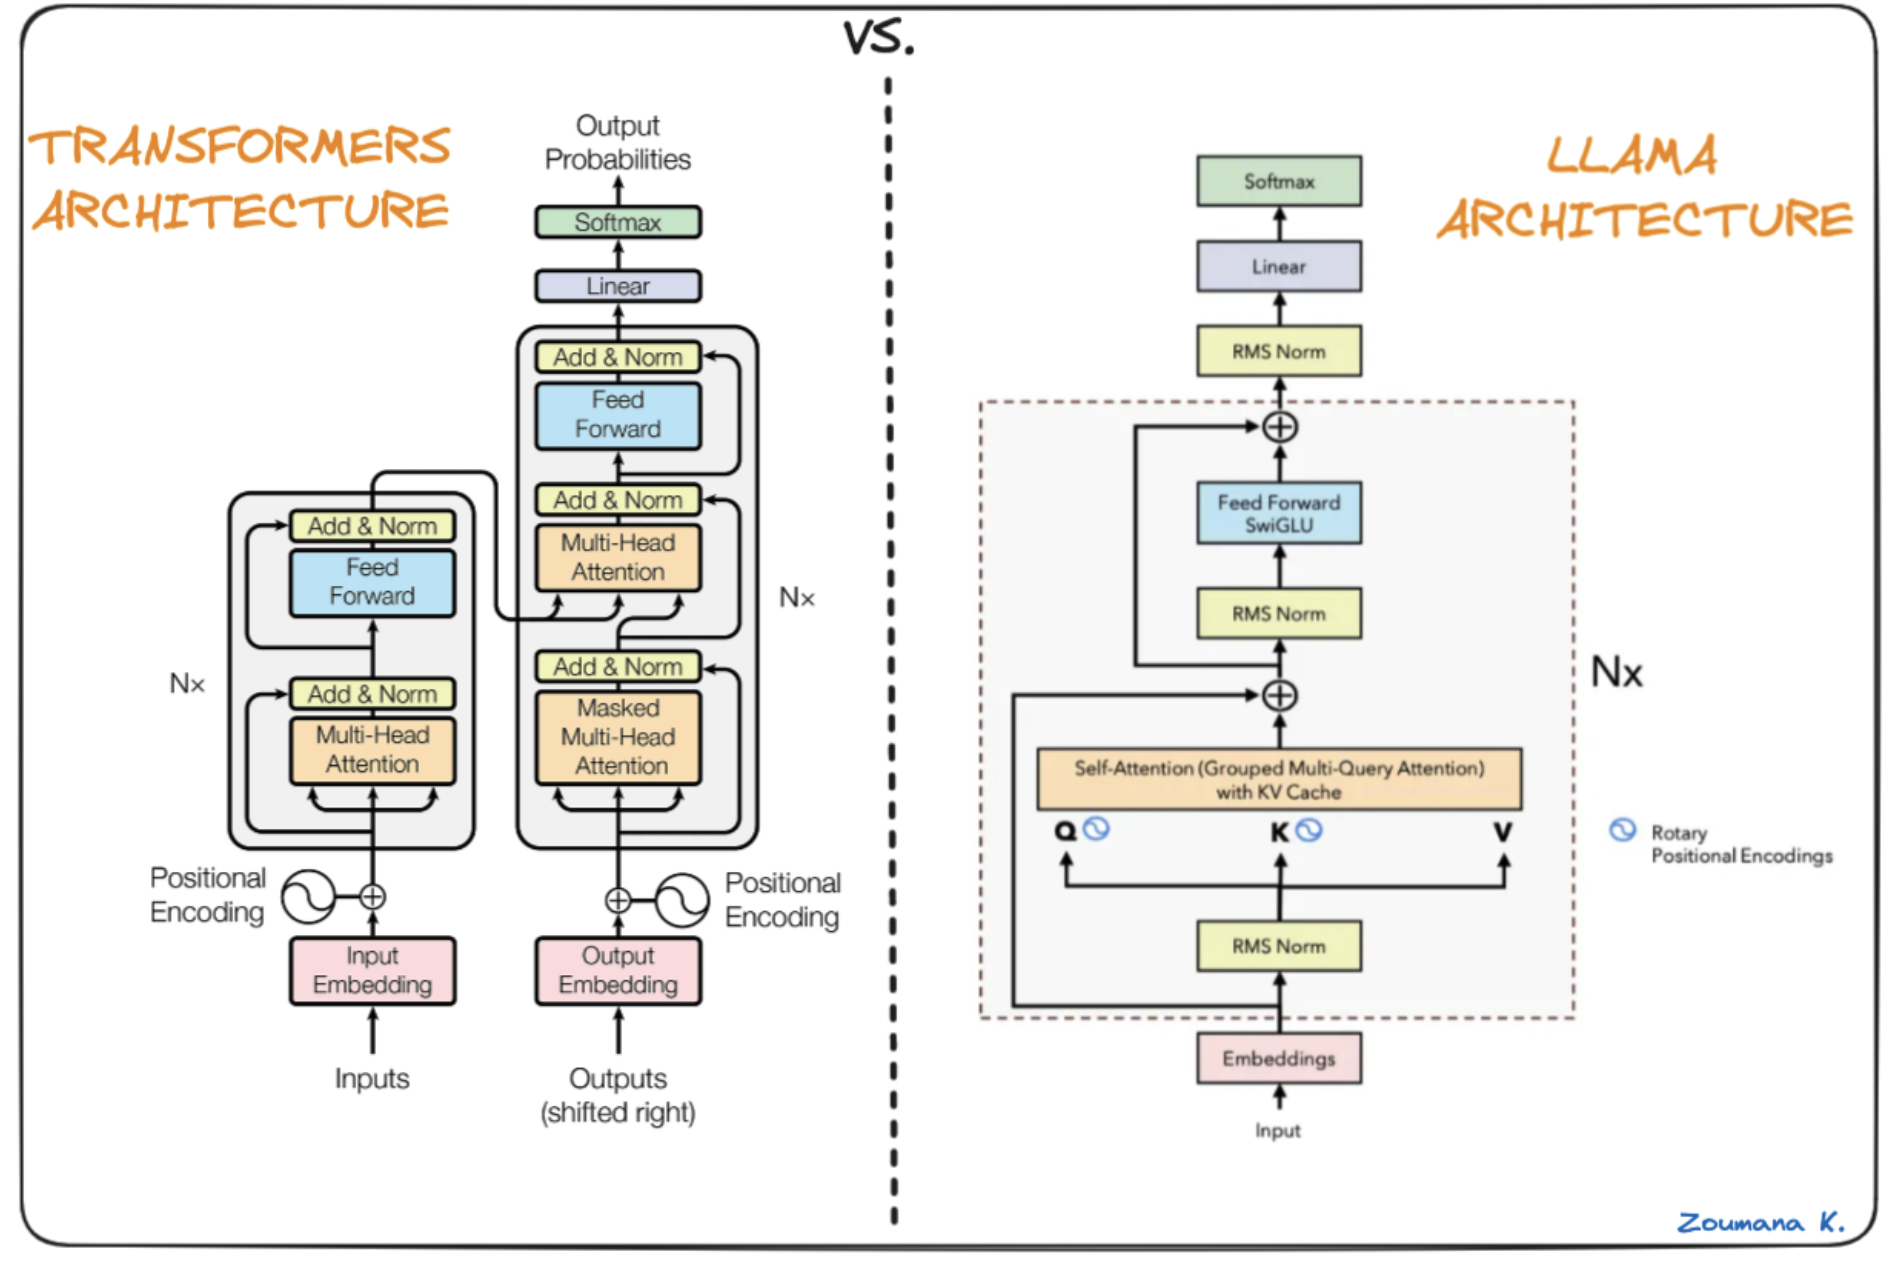 VS.
TRANSFORMERS
ARCHITECTURE
Output
Probabilities
Softmax
Linear
Add & Norm
Feed
Forward
Add & Norm
Multi-Head
Attention
Add & Norm
Masked
Multi-Head
Attention
Nx
Add & Norm
Feed
Forward
Add & Norm
Multi-Head
Attention
Nx
Positional
Encoding
Positional
Encoding
Input
Embedding
Output
Embedding
Inputs
Outputs
(shifted right)
LLAMA
ARCHITECTURE
Softmax
Linear
RMS Norm
Feed Forward
SwiGLU
RMS Norm
Nx
Self-Attention (Grouped Multi-Query Attention)
with KV Cache
Q K V
Rotary
Positional Encodings
RMS Norm
Embeddings
Input
Zoumana K.